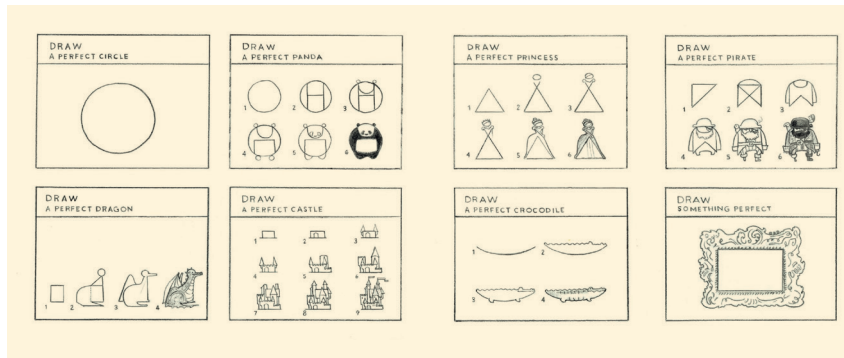 DRAW
A PERFECT CIRCLE
DRAW
A PERFECT PANDA
1
2
3
4
5
6
DRAW
A PERFECT PRINCESS
1
2
3
4
5
6
DRAW
A PERFECT PIRATE
1
2
3
4
5
6
DRAW
A PERFECT DRAGON
1
2
3
4
DRAW
A PERFECT CASTLE
1
2
3
4
5
6
7
8
9
DRAW
A PERFECT CROCODILE
1
2
3
4
DRAW
SOMETHING PERFECT